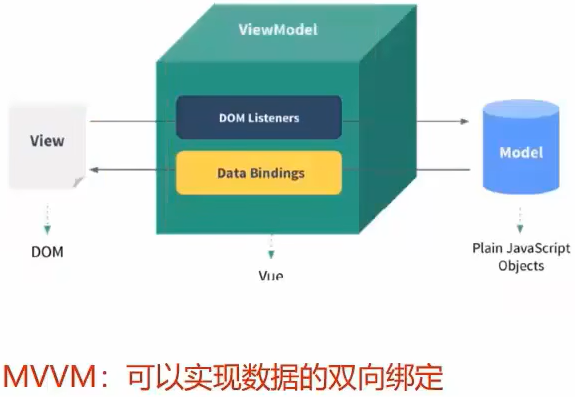 ViewModel
DOM Listeners
View
Model
Data Bindings
DOM
Vue
Plain JavaScript
Objects
MVVM：可以实现数据的双向绑定